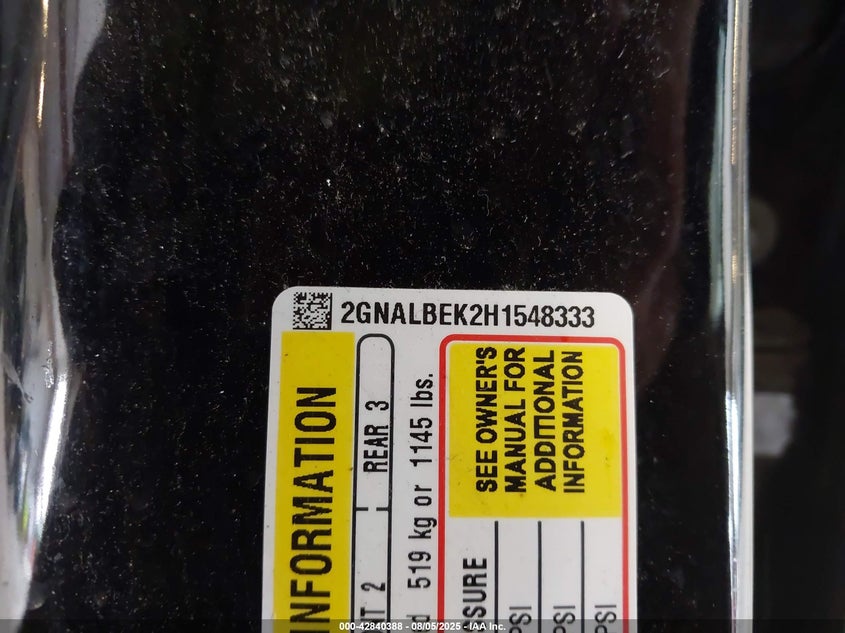 2GNALBEK2H1548333
INFORMATION
T 2 REAR 3
d 519 kg or 1145 lbs.
SEE OWNER'S
MANUAL FOR
ADDITIONAL
INFORMATION
SURE
PSI
PSI
PSI
000-42840388 - 08/05/2025 - IAA Inc.